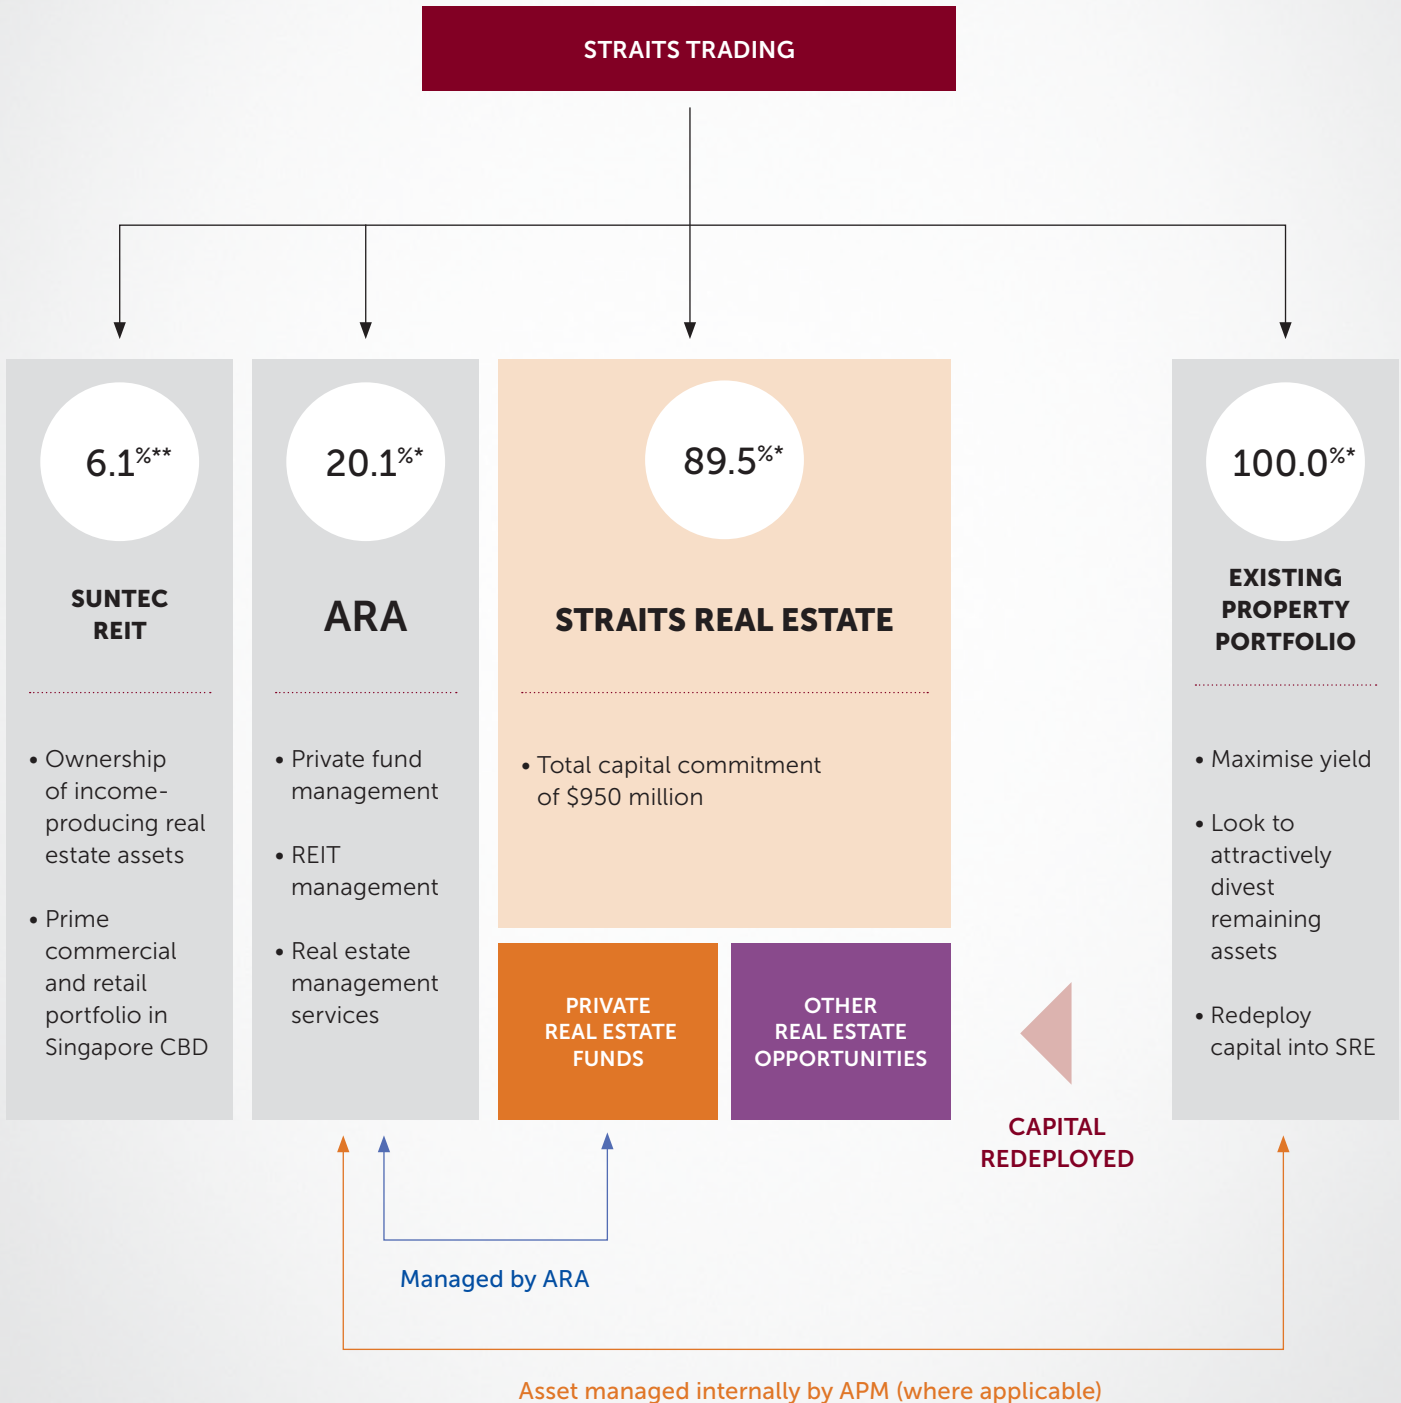 STRAITS TRADING
6.1%**
SUNTEC
REIT
• Ownership
of income-
producing real
estate assets
• Prime
commercial
and retail
portfolio in
Singapore CBD
20.1%*
ARA
• Private fund
management
• REIT
management
• Real estate
management
services
89.5%*
STRAITS REAL ESTATE
• Total capital commitment
of $950 million
PRIVATE
REAL ESTATE
FUNDS
OTHER
REAL ESTATE
OPPORTUNITIES
CAPITAL
REDEPLOYED
100.0%*
EXISTING
PROPERTY
PORTFOLIO
• Maximise yield
• Look to
attractively
divest
remaining
assets
• Redeploy
capital into SRE
Managed by ARA
Asset managed internally by APM (where applicable)